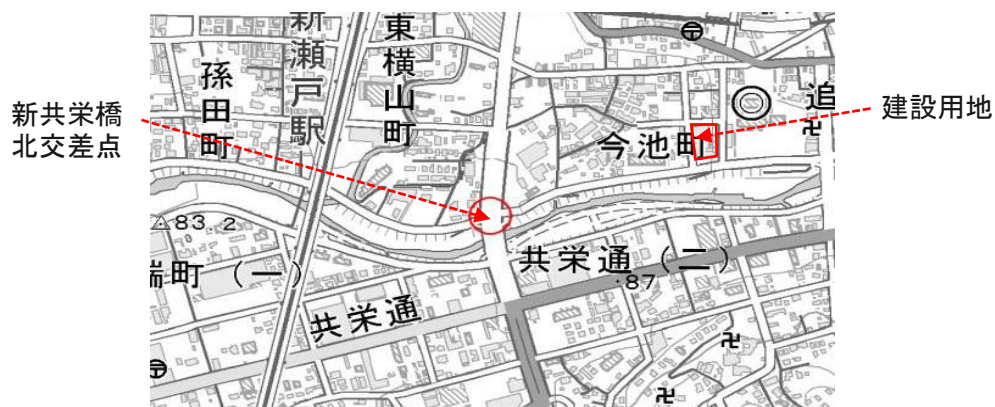 新共栄橋
北交差点
建設用地
孫田町
新瀬戸駅
東横山町
今池町
追
83.2
共栄通(二)
87
町(一)
共栄通